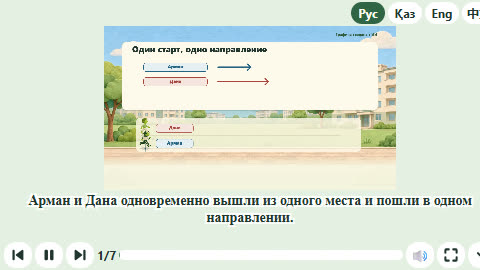 Рус Қаз Eng
Один старт, одно направление
Арман
Дана
Дана
Арман
Арман и Дана одновременно вышли из одного места и пошли в одном
направлении.
1/7